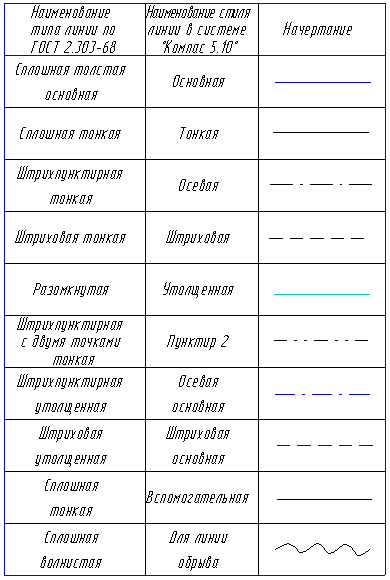 Наименование
типа линии по
ГОСТ 2.303-68
Наименование стиля
линии в системе
"Компас 5.10"
Начертание
Сплошная толстая
основная
Основная
Сплошная тонкая
Тонкая
Штрихпунктирная
тонкая
Осевая
Штриховая тонкая
Штриховая
Разомкнутая
Утолщенная
Штрихпунктирная
с двумя точками
тонкая
Пунктир 2
Штрихпунктирная
утолщенная
Осевая
основная
Штриховая
утолщенная
Штриховая
основная
Сплошная
тонкая
Вспомогательная
Сплошная
волнистая
Для линии
обрыва